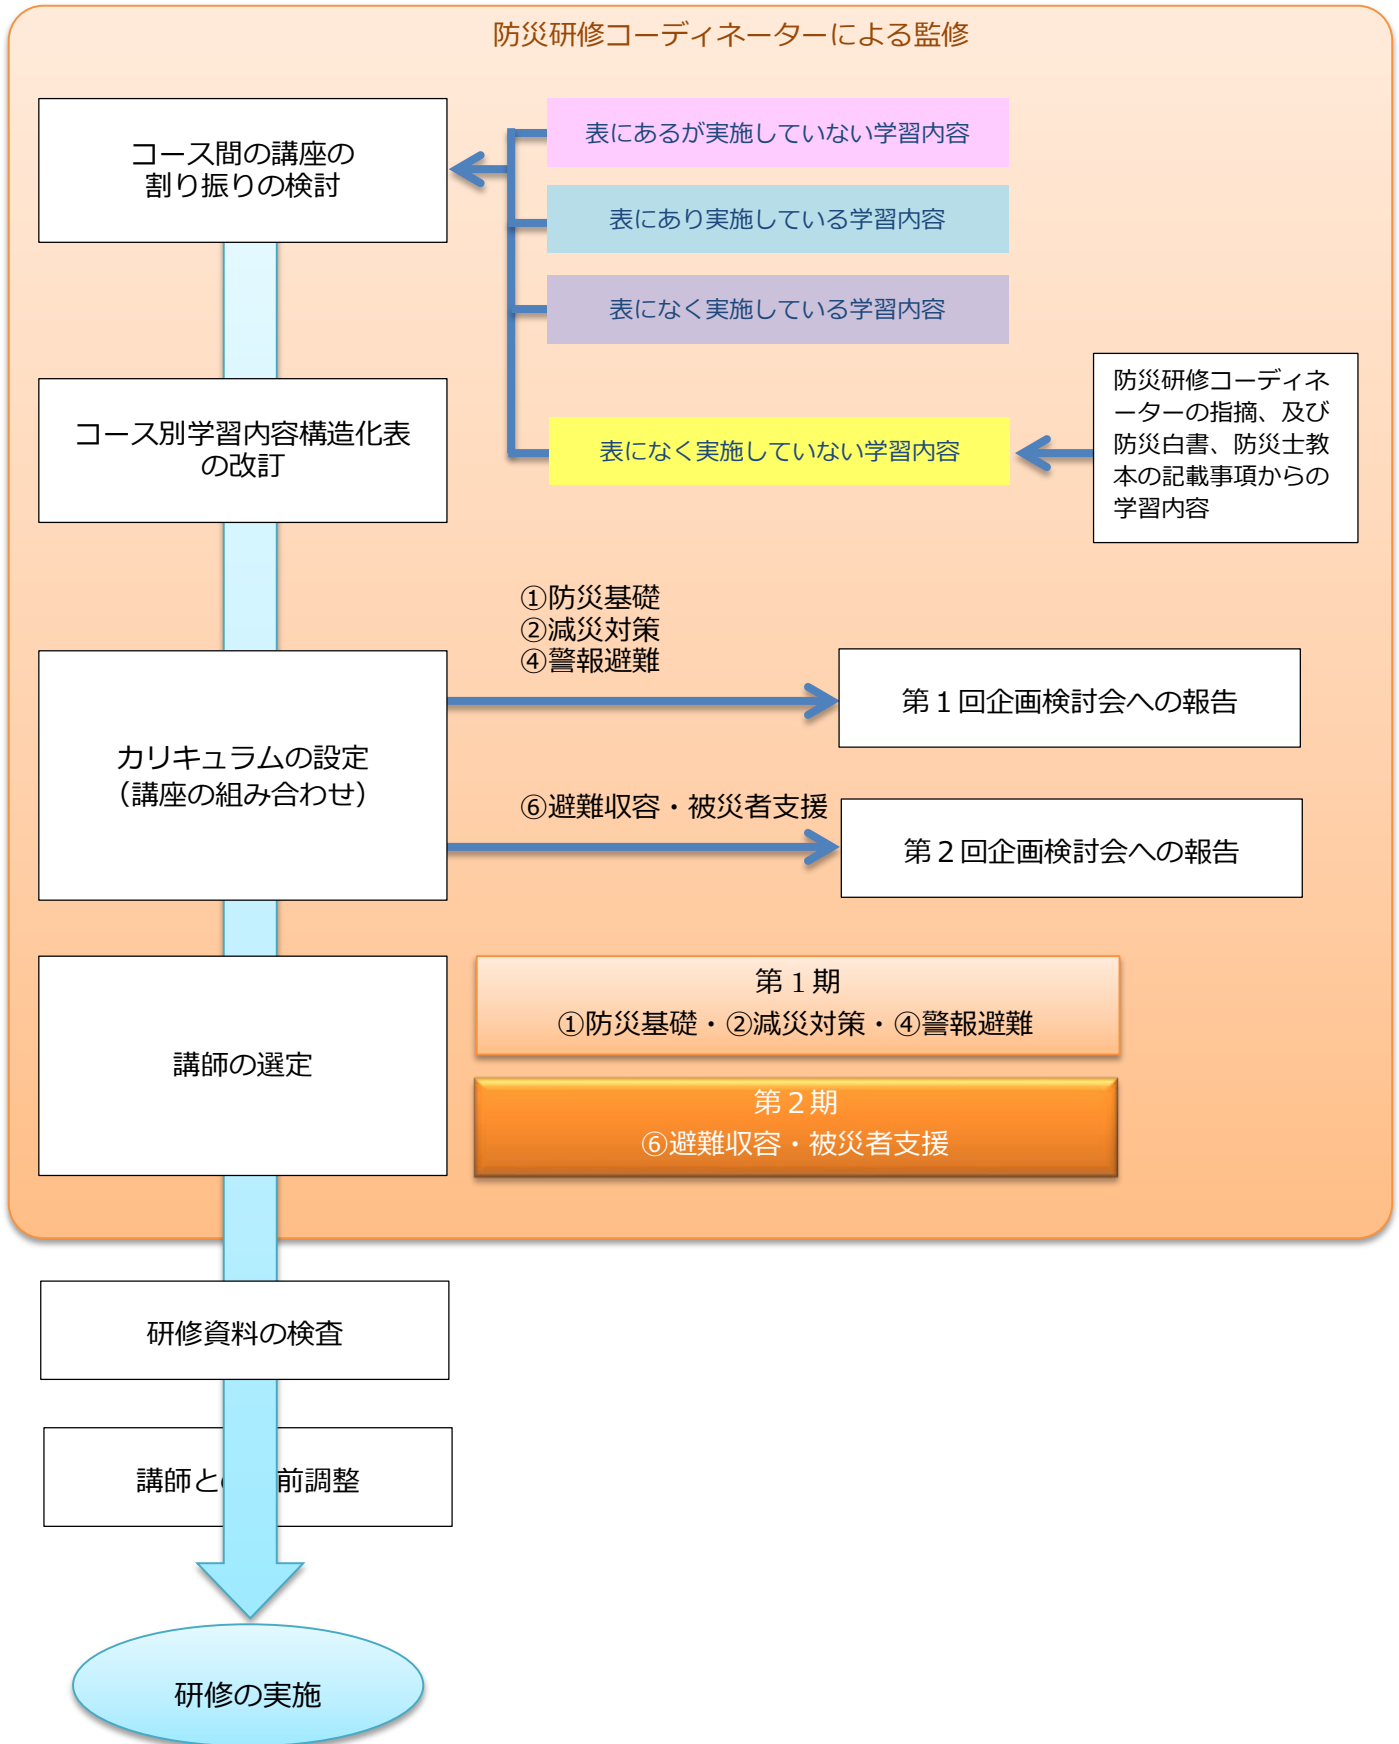 防災研修コーディネーターによる監修
コース間の講座の
割り振りの検討
表にあるが実施していない学習内容
表にあり実施している学習内容
表になく実施している学習内容
コース別学習内容構造化表
の改訂
表になく実施していない学習内容
防災研修コーディネ
ーターの指摘、及び
防災白書、防災士教
本の記載事項からの
学習内容
①防災基礎
②減災対策
④警報避難
カリキュラムの設定
（講座の組み合わせ）
第１回企画検討会への報告
⑥避難収容・被災者支援
第２回企画検討会への報告
講師の選定
第１期
①防災基礎・②減災対策・④警報避難
第２期
⑥避難収容・被災者支援
研修資料の検査
講師と 前調整
研修の実施